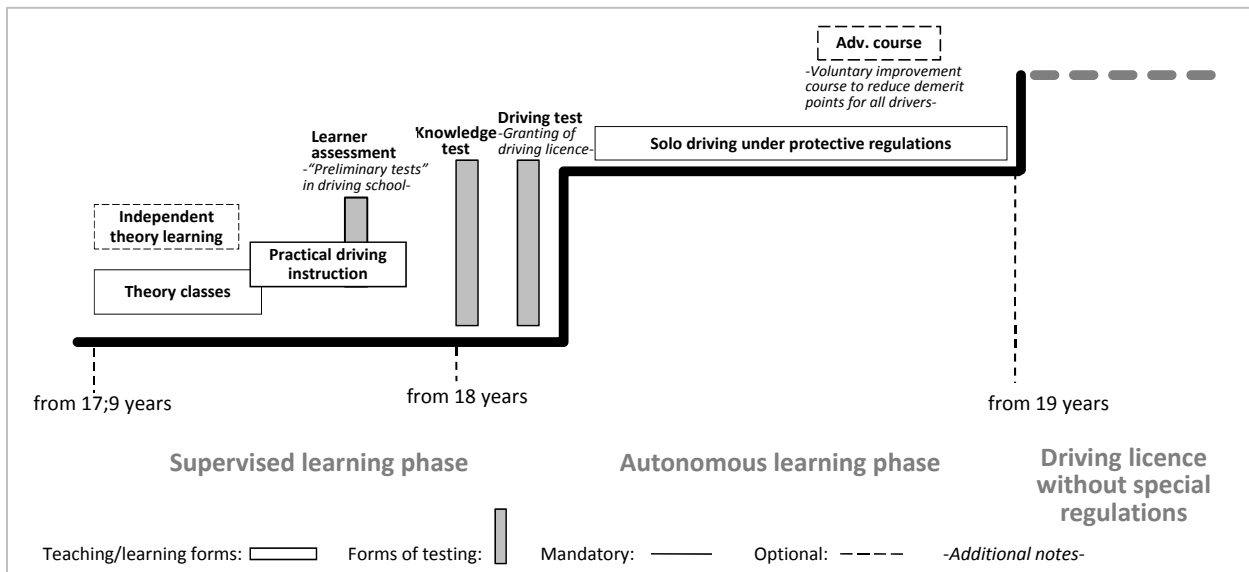 Adv. course
-Voluntary improvement
course to reduce demerit
points for all drivers-
Driving test
-Granting of
driving licence-
Knowledge
test
Learner
assessment
-“Preliminary tests”
in driving school-
Solo driving under protective regulations
Independent
theory learning
Practical driving
instruction
Theory classes
from 17;9 years
from 18 years
from 19 years
Supervised learning phase
Autonomous learning phase
Driving licence
without special
regulations
Teaching/learning forms:
Forms of testing:
Mandatory:
Optional:
-Additional notes-